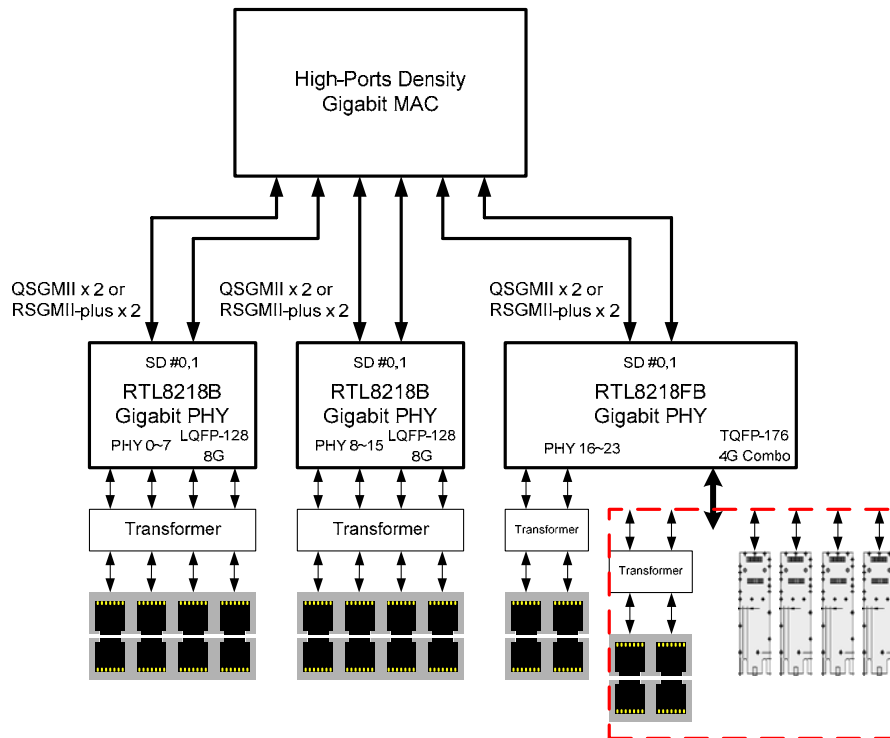 High-Ports Density
Gigabit MAC
QSGMII x 2 or
RSGMII-plus x 2
QSGMII x 2 or
RSGMII-plus x 2
QSGMII x 2 or
RSGMII-plus x 2
SD #0,1
RTL8218B
Gigabit PHY
PHY 0~7
LQFP-128
8G
SD #0,1
RTL8218B
Gigabit PHY
PHY 8~15
LQFP-128
8G
SD #0,1
RTL8218FB
Gigabit PHY
PHY 16~23
TQFP-176
4G Combo
Transformer
Transformer
Transformer
Transformer